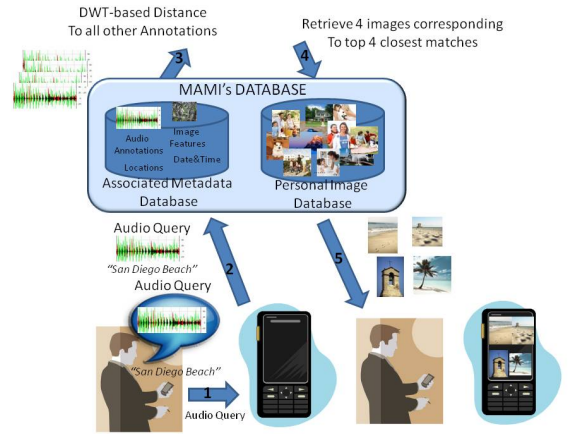 DWT-based Distance
To all other Annotations
Retrieve 4 images corresponding
To top 4 closest matches
3
4
MAMI's DATABASE
Audio
Annotations
Locations
Image
Features
Date&Time
Associated Metadata
Database
Personal Image
Database
Audio Query
"San Diego Beach"
2
5
Audio Query
"San Diego Beach"
1
Audio Query